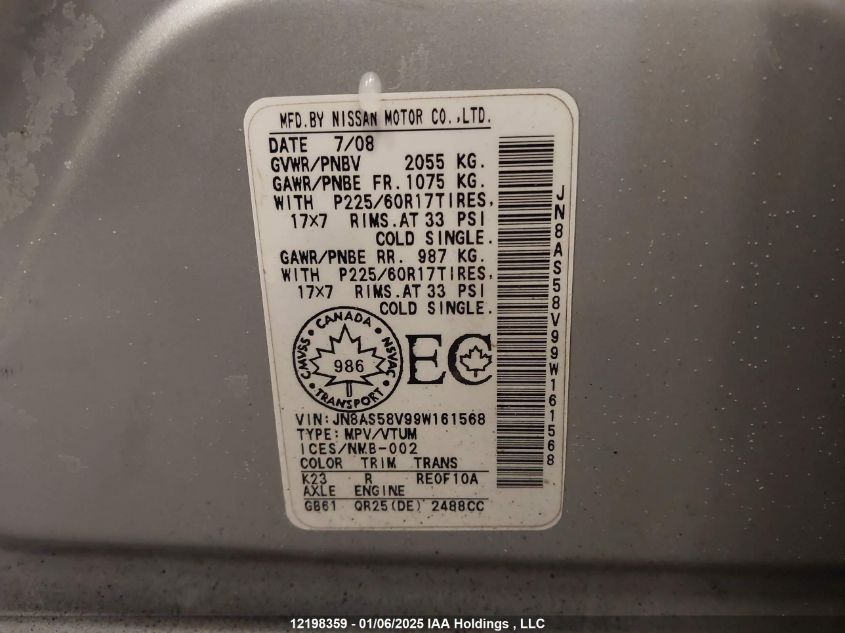 MFD.BY NISSAN MOTOR CO.,LTD.
DATE 7/08
GVWR/PNBV 2055 KG.
GAWR/PNBE FR. 1075 KG.
WITH P225/60R17TIRES,
17X7 RIMS.AT 33 PSI
COLD SINGLE.
GAWR/PNBE RR. 987 KG.
WITH P225/60R17TIRES,
17X7 RIMS.AT 33 PSI
COLD SINGLE.
CANADA
CMVSS NSVAC
986
TRANSPORT
EC
VIN:JN8AS58V99W161568
TYPE:MPV/VTUM
ICES/NMB-002
COLOR TRIM TRANS
K23 R RE0F10A
AXLE ENGINE
GB61 QR25(DE) 2488CC
JN8AS58V99W161568
12198359 - 01/06/2025 IAA Holdings , LLC